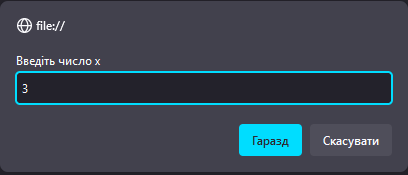 file://
Введіть число x
3
Гаразд
Скасувати